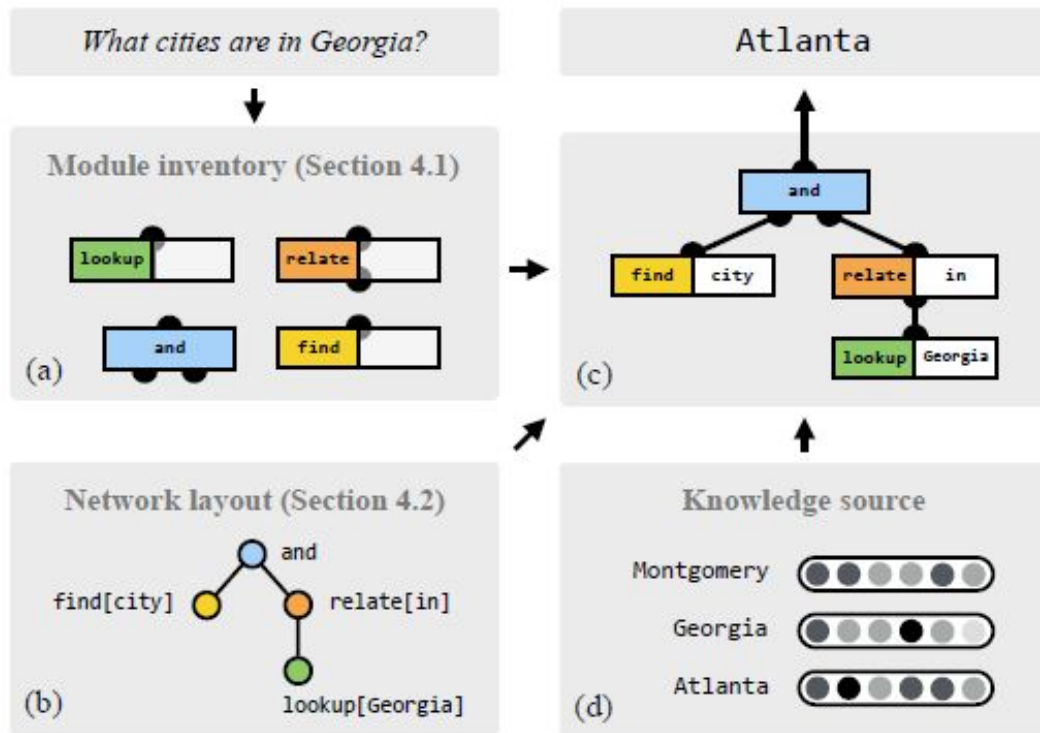 What cities are in Georgia?
Atlanta
Module inventory (Section 4.1)
lookup
relate
and
find
(a)
and
find city
relate in
lookup Georgia
(c)
Network layout (Section 4.2)
and
find[city]
relate[in]
lookup[Georgia]
(b)
Knowledge source
Montgomery
Georgia
Atlanta
(d)